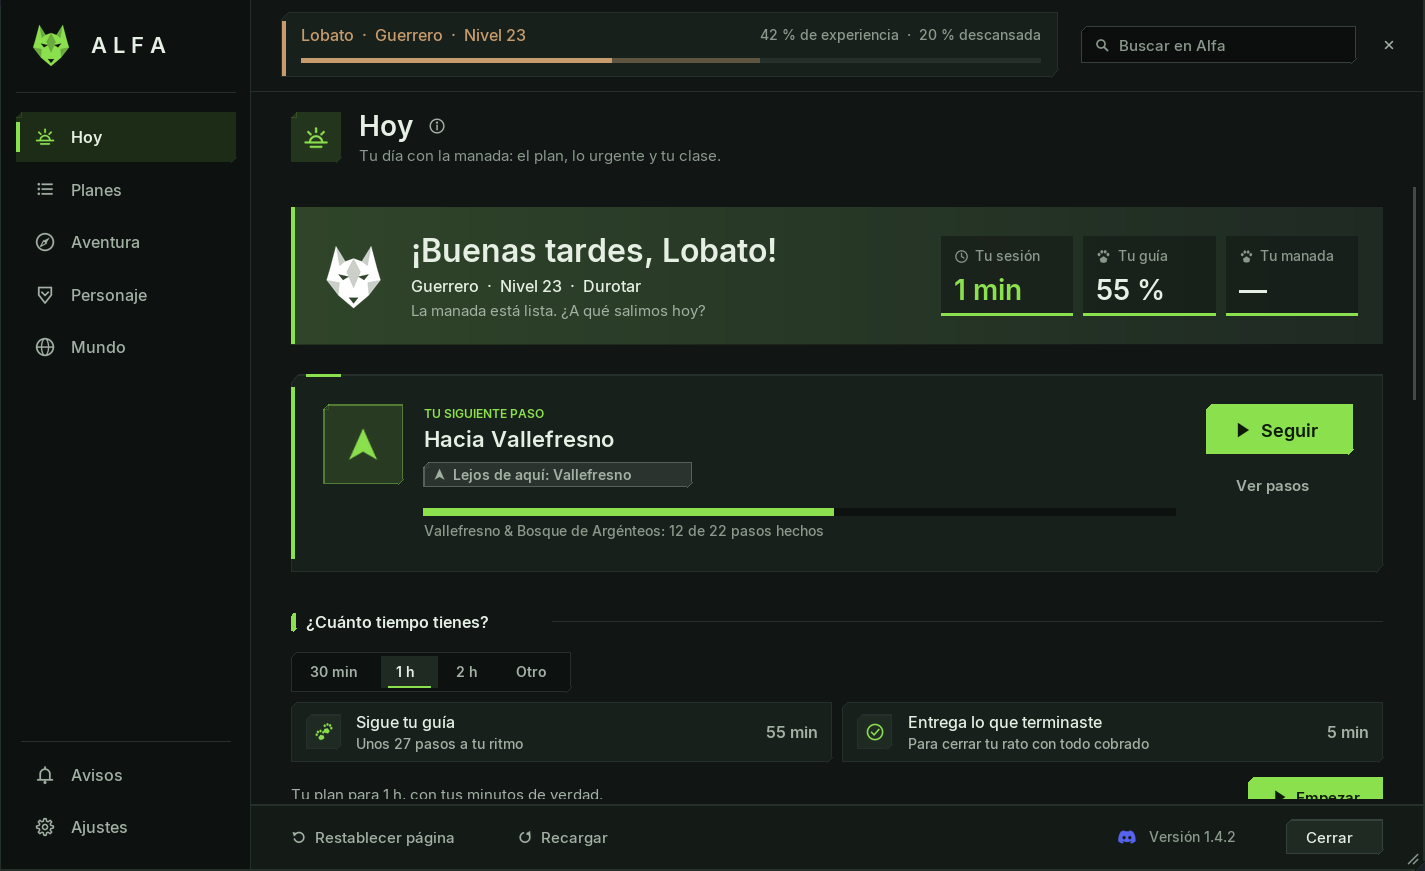 ALFA
Lobato · Guerrero · Nivel 23
42 % de experiencia · 20 % descansada
Buscar en Alfa
Hoy
Planes
Aventura
Personaje
Mundo
Avisos
Ajustes
Hoy
Tu día con la manada: el plan, lo urgente y tu clase.
¡Buenas tardes, Lobato!
Guerrero · Nivel 23 · Durotar
La manada está lista. ¿A qué salimos hoy?
Tu sesión
1 min
Tu guía
55 %
Tu manada
—
TU SIGUIENTE PASO
Hacia Vallefresno
Lejos de aquí: Vallefresno
Vallefresno & Bosque de Argénteos: 12 de 22 pasos hechos
Seguir
Ver pasos
¿Cuánto tiempo tienes?
30 min
1 h
2 h
Otro
Sigue tu guía
Unos 27 pasos a tu ritmo
55 min
Entrega lo que terminaste
Para cerrar tu rato con todo cobrado
5 min
Tu plan para 1 h, con tus minutos de verdad.
Empezar
Restablecer página
Recargar
Versión 1.4.2
Cerrar